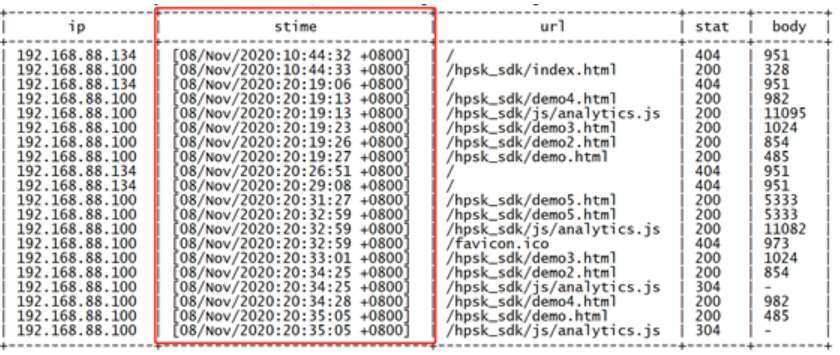 ip stime url stat body
192.168.88.134 [08/Nov/2020:10:44:32 +0800] / 404 951
192.168.88.100 [08/Nov/2020:10:44:33 +0800] /hpsk_sdk/index.html 200 328
192.168.88.134 [08/Nov/2020:20:19:06 +0800] / 404 951
192.168.88.100 [08/Nov/2020:20:19:13 +0800] /hpsk_sdk/demo4.html 200 982
192.168.88.100 [08/Nov/2020:20:19:13 +0800] /hpsk_sdk/js/analytics.js 200 11095
192.168.88.100 [08/Nov/2020:20:19:23 +0800] /hpsk_sdk/demo3.html 200 1024
192.168.88.100 [08/Nov/2020:20:19:26 +0800] /hpsk_sdk/demo2.html 200 854
192.168.88.100 [08/Nov/2020:20:19:27 +0800] /hpsk_sdk/demo.html 200 485
192.168.88.134 [08/Nov/2020:20:26:51 +0800] / 404 951
192.168.88.134 [08/Nov/2020:20:29:08 +0800] / 404 951
192.168.88.100 [08/Nov/2020:20:31:27 +0800] /hpsk_sdk/demo5.html 200 5333
192.168.88.100 [08/Nov/2020:20:32:59 +0800] /hpsk_sdk/demo5.html 200 5333
192.168.88.100 [08/Nov/2020:20:32:59 +0800] /hpsk_sdk/js/analytics.js 200 11082
192.168.88.100 [08/Nov/2020:20:32:59 +0800] /favicon.ico 404 973
192.168.88.100 [08/Nov/2020:20:33:01 +0800] /hpsk_sdk/demo3.html 200 1024
192.168.88.100 [08/Nov/2020:20:34:25 +0800] /hpsk_sdk/demo2.html 200 854
192.168.88.100 [08/Nov/2020:20:34:25 +0800] /hpsk_sdk/js/analytics.js 304 -
192.168.88.100 [08/Nov/2020:20:34:28 +0800] /hpsk_sdk/demo4.html 200 982
192.168.88.100 [08/Nov/2020:20:35:05 +0800] /hpsk_sdk/demo.html 200 485
192.168.88.100 [08/Nov/2020:20:35:05 +0800] /hpsk_sdk/js/analytics.js 304 -